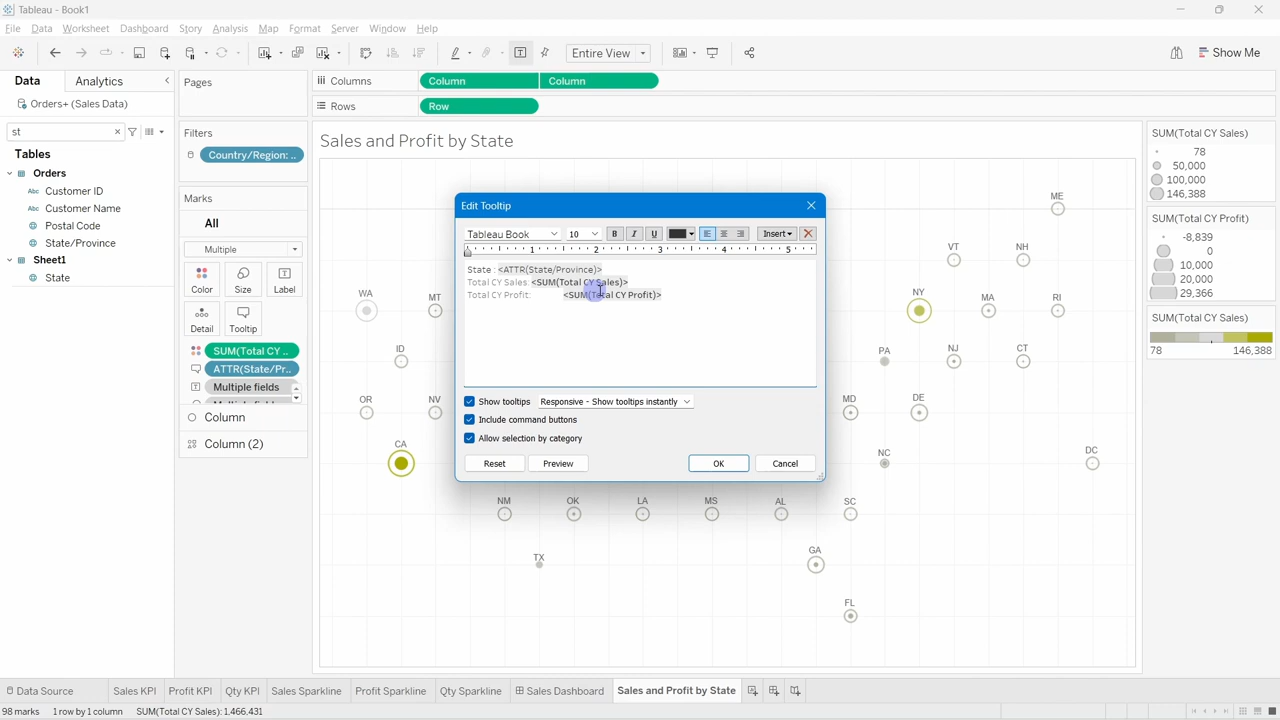 Tableau - Book1
File Data Worksheet Dashboard Story Analysis Map Format Server Window Help
Entire View
Show Me
Data Analytics
Orders+ (Sales Data)
st
Tables
Orders
Abc Customer ID
Abc Customer Name
Postal Code
State/Province
Sheet1
State
Pages
Filters
Country/Region: ..
Marks
All
Multiple
Color Size Label
Detail Tooltip
SUM(Total CY ..
ATTR(State/Pr..
Multiple fields
Column
Column (2)
Columns Column Column
Rows Row
Sales and Profit by State
ME
VT NH
WA MT NY MA RI
ID PA NJ CT
OR NV MD DE
CA NC DC
NM OK LA MS AL SC
TX GA
FL
Edit Tooltip
Tableau Book 10 B I U Insert
1 2 3 4 5
State : <ATTR(State/Province)>
Total CY Sales: <SUM(Total CY Sales)>
Total CY Profit: <SUM(Total CY Profit)>
Show tooltips Responsive - Show tooltips instantly
Include command buttons
Allow selection by category
Reset Preview OK Cancel
SUM(Total CY Sales)
78
50,000
100,000
146,388
SUM(Total CY Profit)
-8,839
0
10,000
20,000
29,366
SUM(Total CY Sales)
78 146,388
Data Source Sales KPI Profit KPI Qty KPI Sales Sparkline Profit Sparkline Qty Sparkline Sales Dashboard Sales and Profit by State
98 marks 1 row by 1 column SUM(Total CY Sales): 1,466,431